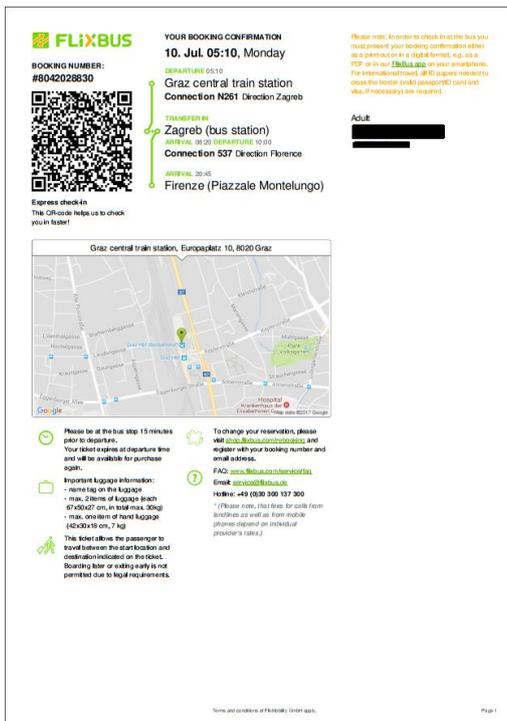 FLiXBUS
BOOKING NUMBER:
#8042028830
Express check-in
This QR-code helps us to check
you in faster!
YOUR BOOKING CONFIRMATION
10. Jul. 05:10, Monday
DEPARTURE 05:10
Graz central train station
Connection N261 Direction Zagreb
TRANSFER IN
Zagreb (bus station)
ARRIVAL 08:20 DEPARTURE 10:00
Connection 537 Direction Florence
ARRIVAL 20:45
Firenze (Piazzale Montelungo)
Please note: In order to check in at the bus you
must present your booking confirmation either
as a print-out or in a digital format, e.g. as a
PDF or in our FlixBus app on your smartphone.
For international travel, all ID papers needed to
cross the border (valid passport/ID card and
visa, if necessary) are required.
Adult
Graz central train station, Europaplatz 10, 8020 Graz
Google
Map data ©2017 Google
Please be at the bus stop 15 minutes
prior to departure.
Your ticket expires at departure time
and will be available for purchase
again.
Important luggage information:
- name tag on the luggage
- max. 2 items of luggage (each
67x50x27 cm, in total max. 30kg)
- max. one item of hand luggage
(42x30x18 cm, 7 kg)
This ticket allows the passenger to
travel between the start location and
destination indicated on the ticket.
Boarding later or exiting early is not
permitted due to legal requirements.
To change your reservation, please
visit shop.flixbus.com/rebooking and
register with your booking number and
email address.
FAQ: www.flixbus.com/service/faq
Email: service@flixbus.de
Hotline: +49 (0)30 300 137 300
* (Please note, that fees for calls from
landlines as well as from mobile
phones depend on individual
provider's rates.)
Terms and conditions of FlixMobility GmbH apply.
Page 1